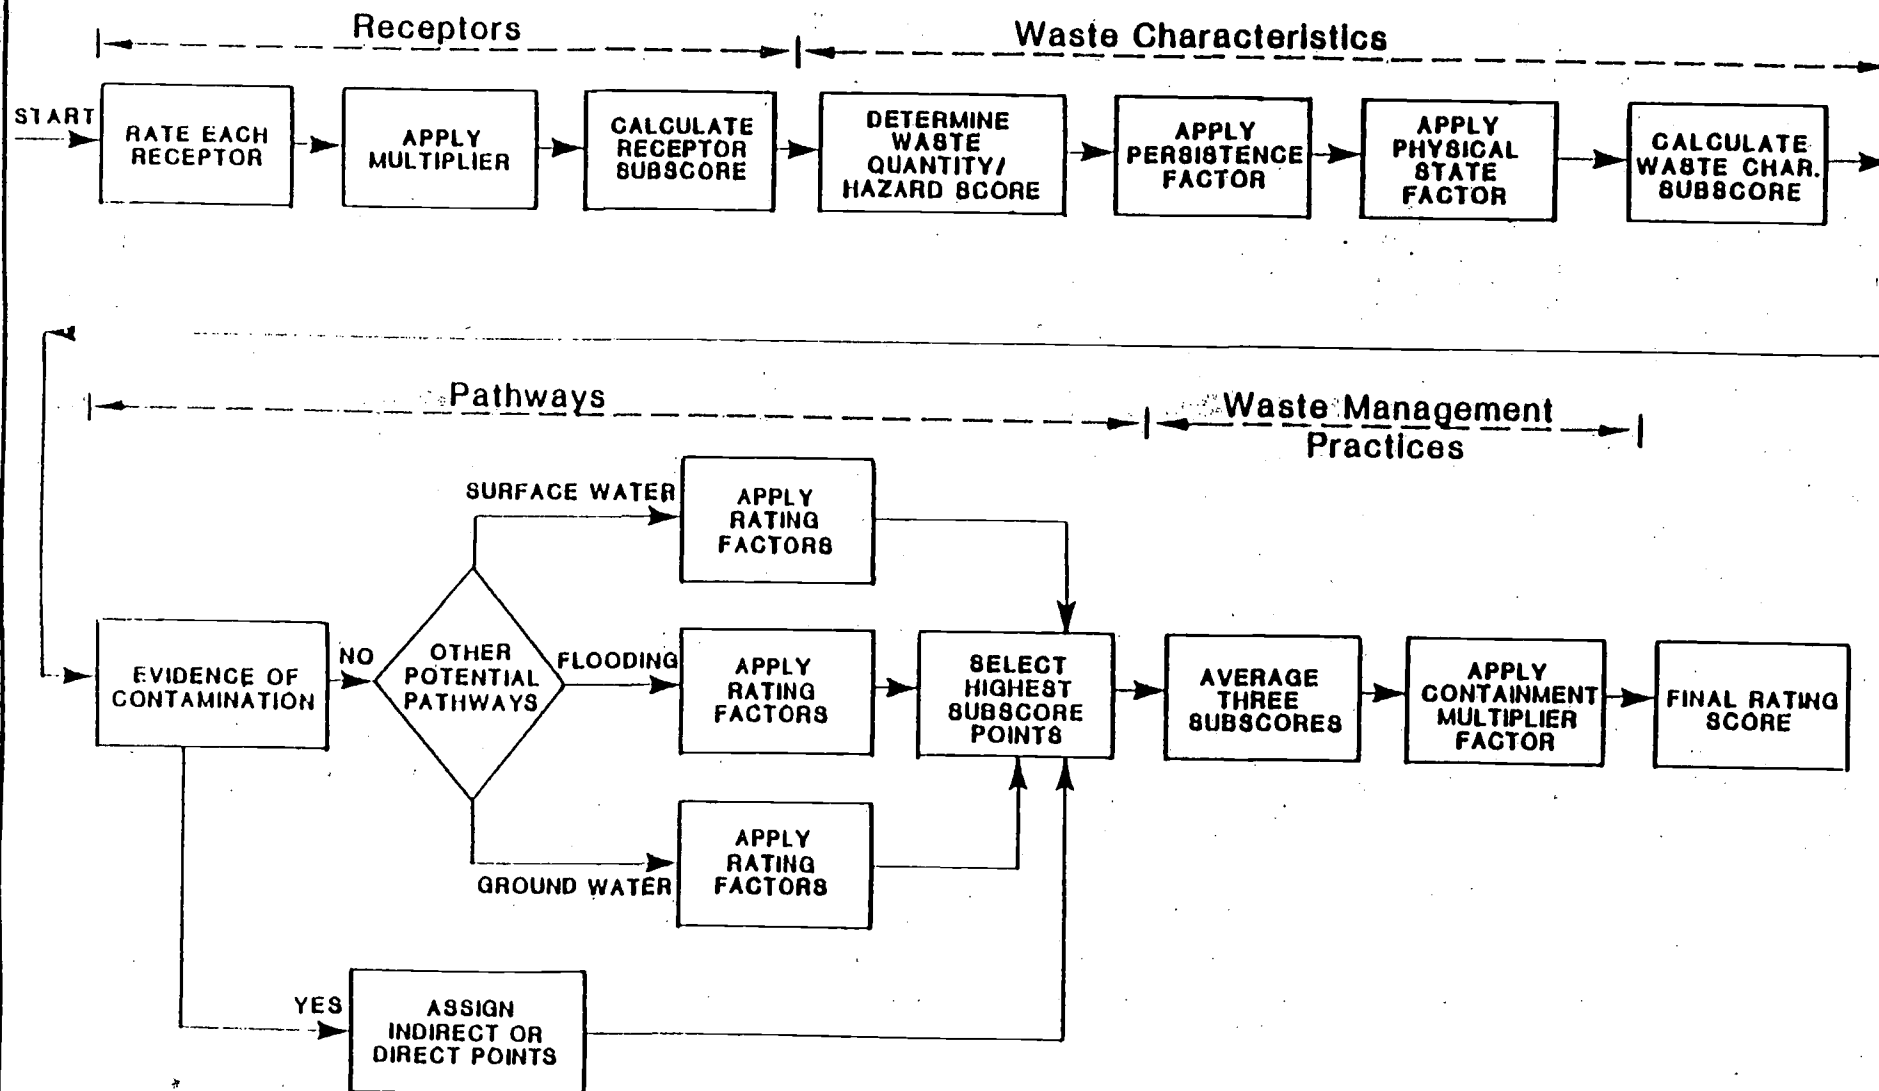 Receptors
Waste Characteristics
START
RATE EACH
RECEPTOR
APPLY
MULTIPLIER
CALCULATE
RECEPTOR
SUBSCORE
DETERMINE
WASTE
QUANTITY/
HAZARD SCORE
APPLY
PERSISTENCE
FACTOR
APPLY
PHYSICAL
STATE
FACTOR
CALCULATE
WASTE CHAR.
SUBSCORE
Pathways
Waste Management
Practices
SURFACE WATER
APPLY
RATING
FACTORS
EVIDENCE OF
CONTAMINATION
NO
OTHER
POTENTIAL
PATHWAYS
FLOODING
APPLY
RATING
FACTORS
SELECT
HIGHEST
SUBSCORE
POINTS
AVERAGE
THREE
SUBSCORES
APPLY
CONTAINMENT
MULTIPLIER
FACTOR
FINAL RATING
SCORE
GROUND WATER
APPLY
RATING
FACTORS
YES
ASSIGN
INDIRECT OR
DIRECT POINTS